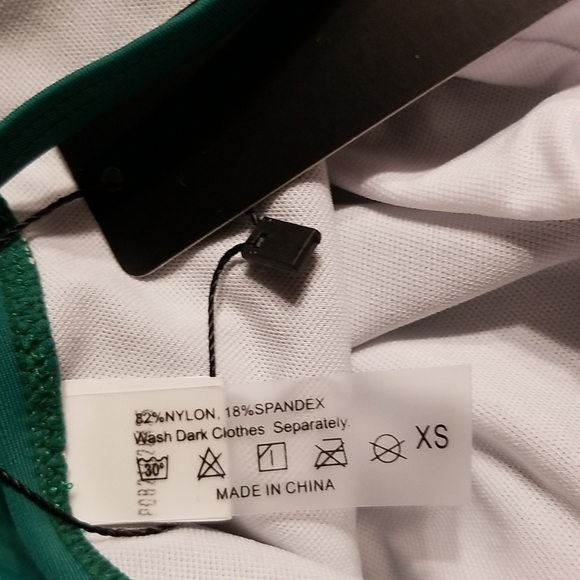 82%NYLON, 18%SPANDEX
Wash Dark Clothes Separately.
30°
XS
MADE IN CHINA